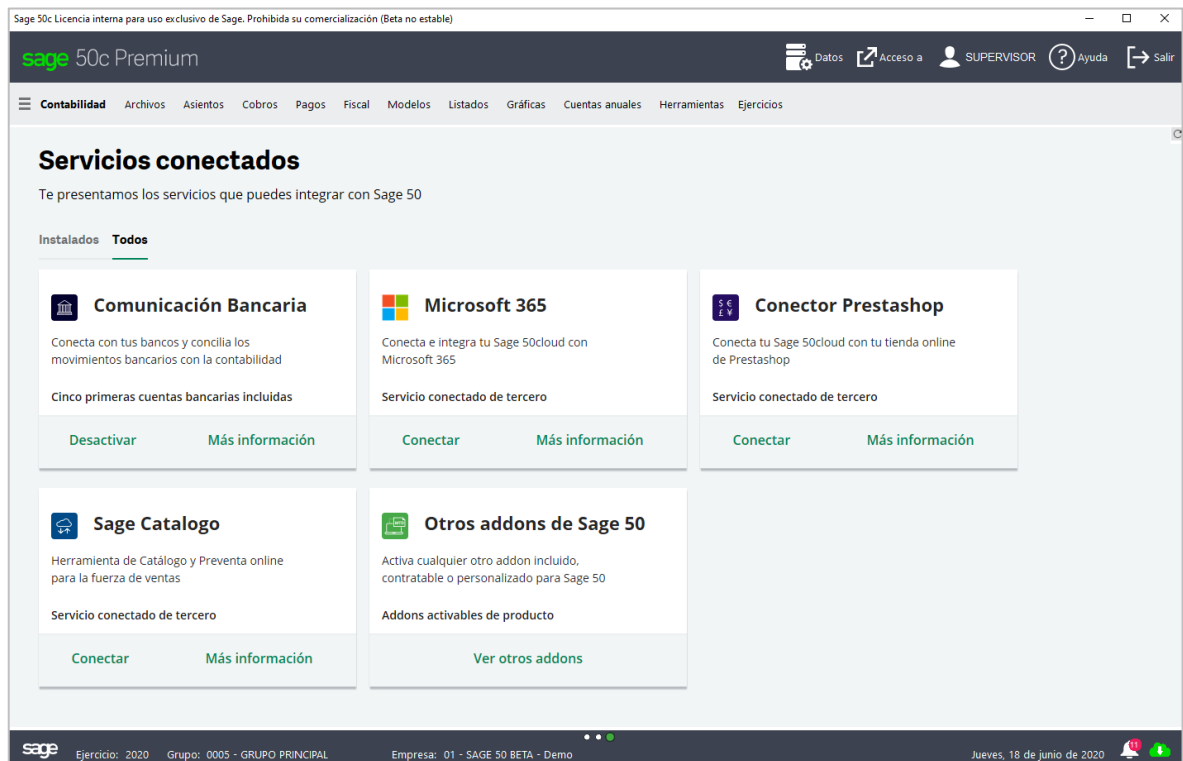 Sage 50c Licencia interna para uso exclusivo de Sage. Prohibida su comercialización (Beta no estable)
sage 50c Premium
Datos Acceso a SUPERVISOR ? Ayuda Salir
Contabilidad Archivos Asientos Cobros Pagos Fiscal Modelos Listados Gráficas Cuentas anuales Herramientas Ejercicios
Servicios conectados
Te presentamos los servicios que puedes integrar con Sage 50
Instalados Todos
Comunicación Bancaria
Conecta con tus bancos y concilia los
movimientos bancarios con la contabilidad
Cinco primeras cuentas bancarias incluidas
Desactivar Más información
Microsoft 365
Conecta e integra tu Sage 50cloud con
Microsoft 365
Servicio conectado de tercero
Conectar Más información
$ €
£ ¥
Conector Prestashop
Conecta tu Sage 50cloud con tu tienda online
de Prestashop
Servicio conectado de tercero
Conectar Más información
Sage Catalogo
Herramienta de Catálogo y Preventa online
para la fuerza de ventas
Servicio conectado de tercero
Conectar Más información
Otros addons de Sage 50
Activa cualquier otro addon incluido,
contratable o personalizado para Sage 50
Addons activables de producto
Ver otros addons
sage Ejercicio: 2020 Grupo: 0005 - GRUPO PRINCIPAL Empresa: 01 - SAGE 50 BETA - Demo Jueves, 18 de junio de 2020 11